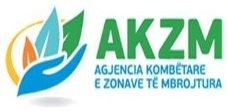 AKZM
AGJENCIA KOMBËTARE
E ZONAVE TË MBROJTURA